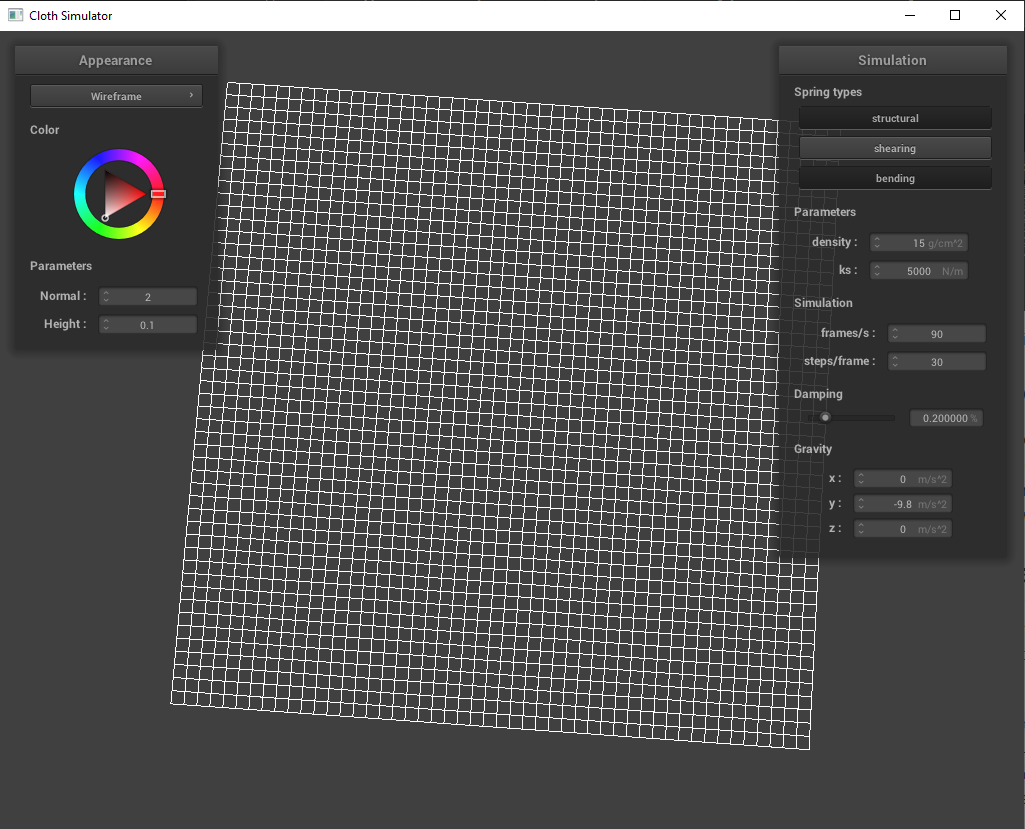 Cloth Simulator
Appearance
Wireframe
Color
Parameters
Normal : 2
Height : 0.1
Simulation
Spring types
structural
shearing
bending
Parameters
density : 15 g/cm^2
ks : 5000 N/m
Simulation
frames/s : 90
steps/frame : 30
Damping
0.200000 %
Gravity
x : 0 m/s^2
y : -9.8 m/s^2
z : 0 m/s^2